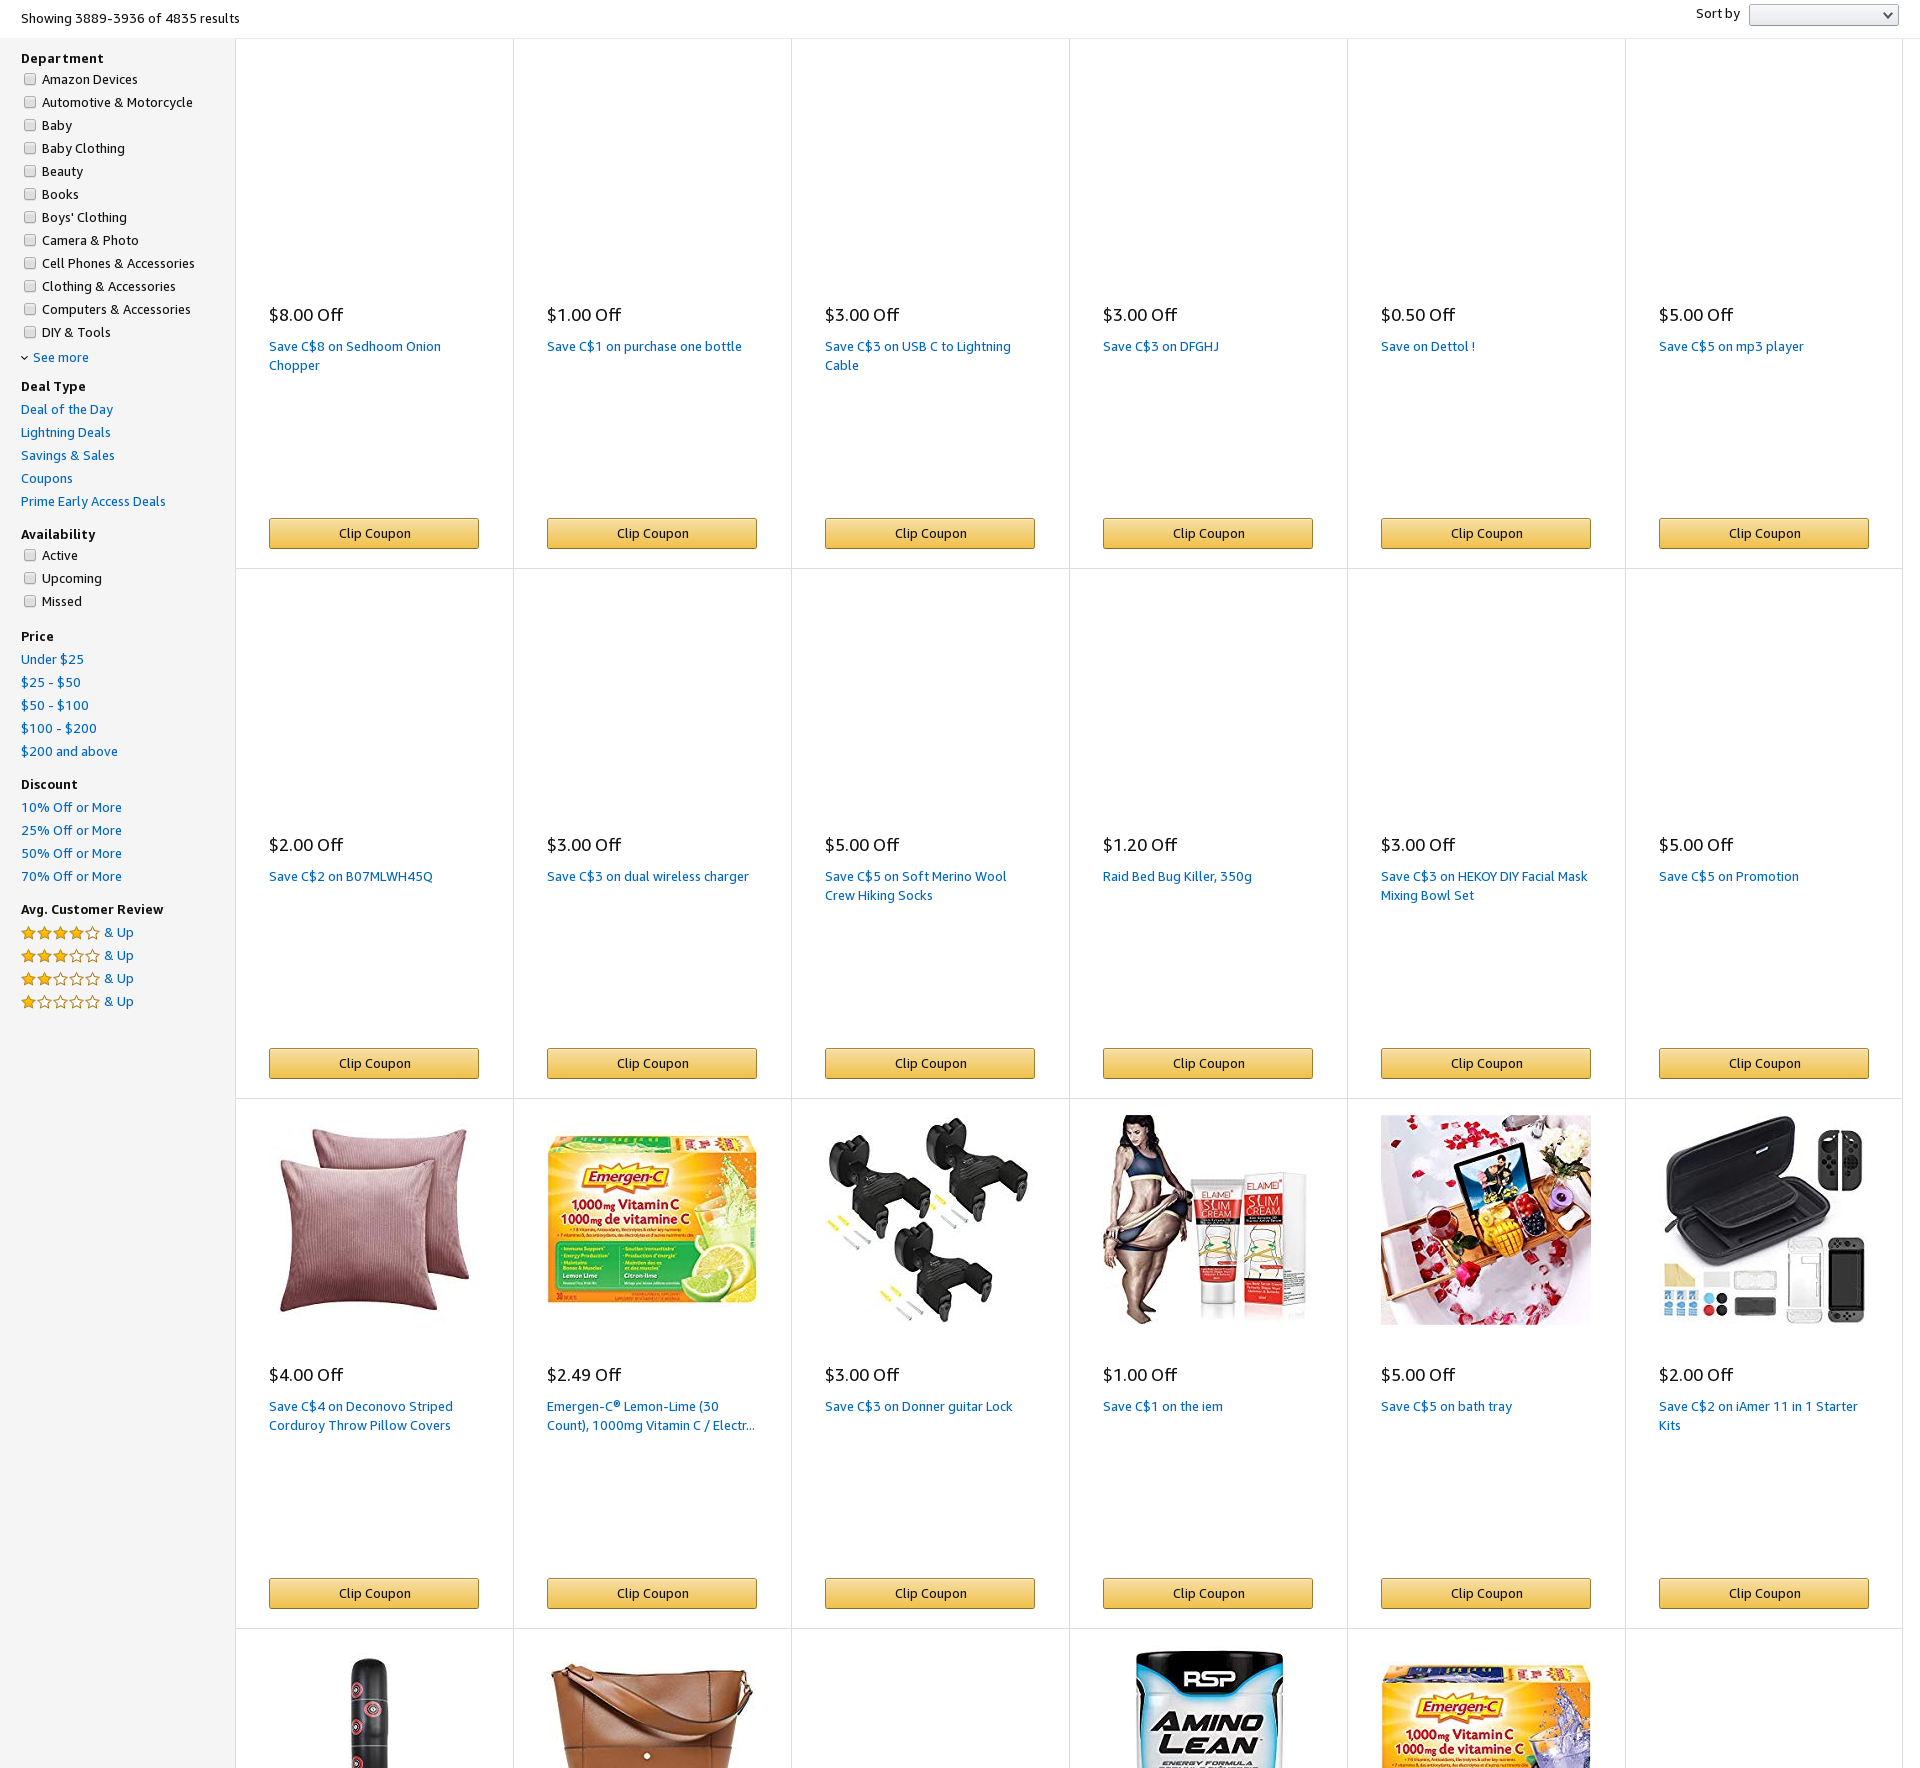 Showing 3889-3936 of 4835 results
Sort by
Department
Amazon Devices
Automotive & Motorcycle
Baby
Baby Clothing
Beauty
Books
Boys' Clothing
Camera & Photo
Cell Phones & Accessories
Clothing & Accessories
Computers & Accessories
DIY & Tools
See more
Deal Type
Deal of the Day
Lightning Deals
Savings & Sales
Coupons
Prime Early Access Deals
Availability
Active
Upcoming
Missed
Price
Under $25
$25 - $50
$50 - $100
$100 - $200
$200 and above
Discount
10% Off or More
25% Off or More
50% Off or More
70% Off or More
Avg. Customer Review
& Up
& Up
& Up
& Up
$8.00 Off
Save C$8 on Sedhoom Onion
Chopper
Clip Coupon
$1.00 Off
Save C$1 on purchase one bottle
Clip Coupon
$3.00 Off
Save C$3 on USB C to Lightning
Cable
Clip Coupon
$3.00 Off
Save C$3 on DFGHJ
Clip Coupon
$0.50 Off
Save on Dettol !
Clip Coupon
$5.00 Off
Save C$5 on mp3 player
Clip Coupon
$2.00 Off
Save C$2 on B07MLWH45Q
Clip Coupon
$3.00 Off
Save C$3 on dual wireless charger
Clip Coupon
$5.00 Off
Save C$5 on Soft Merino Wool
Crew Hiking Socks
Clip Coupon
$1.20 Off
Raid Bed Bug Killer, 350g
Clip Coupon
$3.00 Off
Save C$3 on HEKOY DIY Facial Mask
Mixing Bowl Set
Clip Coupon
$5.00 Off
Save C$5 on Promotion
Clip Coupon
$4.00 Off
Save C$4 on Deconovo Striped
Corduroy Throw Pillow Covers
Clip Coupon
Emergen-C
1,000mg Vitamin C
1000mg de vitamine C
Lemon Lime
Citron-lime
$2.49 Off
Emergen-C® Lemon-Lime (30
Count), 1000mg Vitamin C / Electr...
Clip Coupon
$3.00 Off
Save C$3 on Donner guitar Lock
Clip Coupon
ELAIMEI
SLIM
CREAM
ELAIMEI
SLIM
CREAM
$1.00 Off
Save C$1 on the iem
Clip Coupon
$5.00 Off
Save C$5 on bath tray
Clip Coupon
$2.00 Off
Save C$2 on iAmer 11 in 1 Starter
Kits
Clip Coupon
RSP
AMINO
LEAN
ENERGY FORMULA
Emergen-C
1,000mg Vitamin C
1000mg de vitamine C